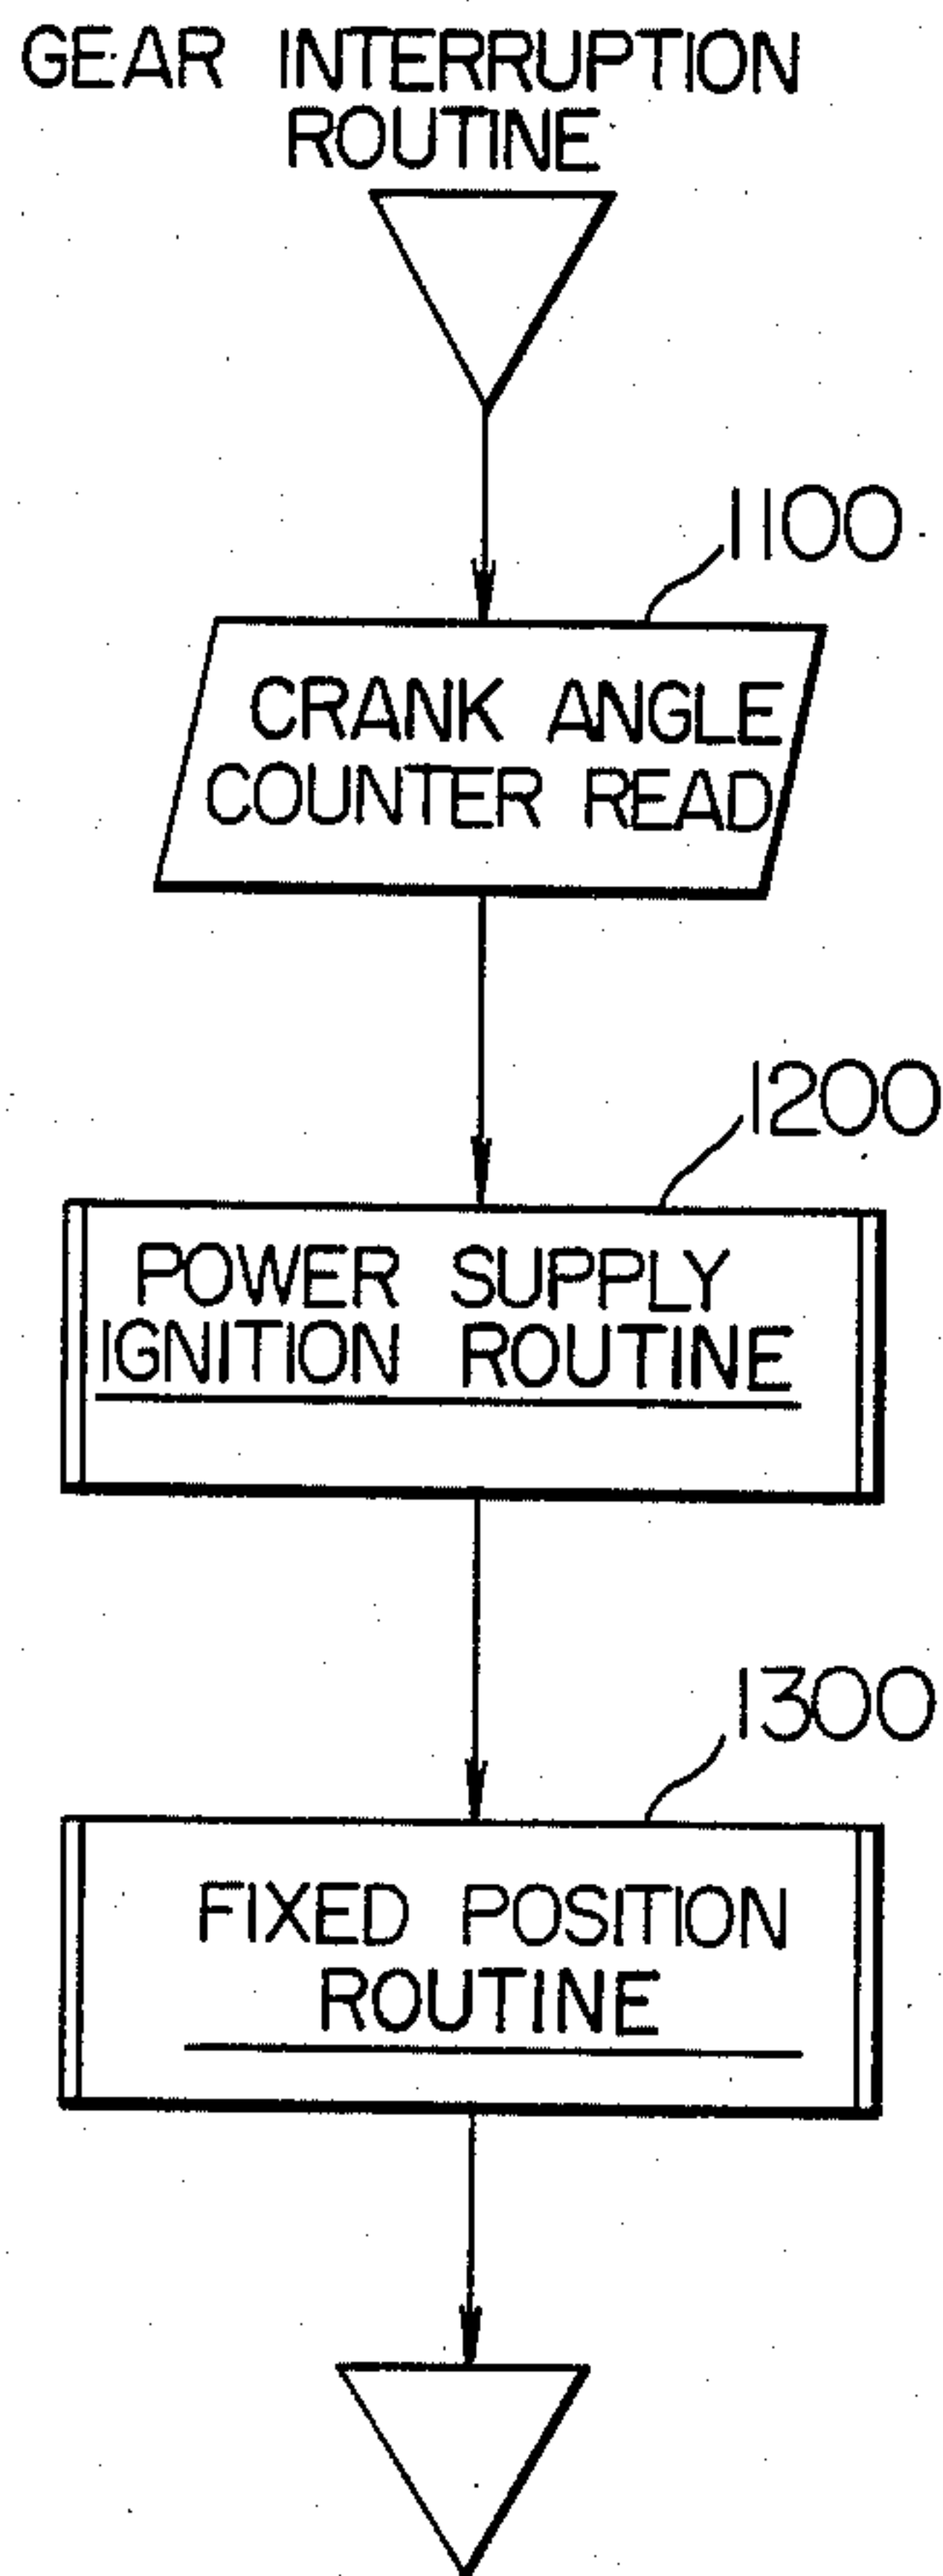 GEAR INTERRUPTION
ROUTINE
1100
CRANK ANGLE
COUNTER READ
1200
POWER SUPPLY
IGNITION ROUTINE
1300
FIXED POSITION
ROUTINE